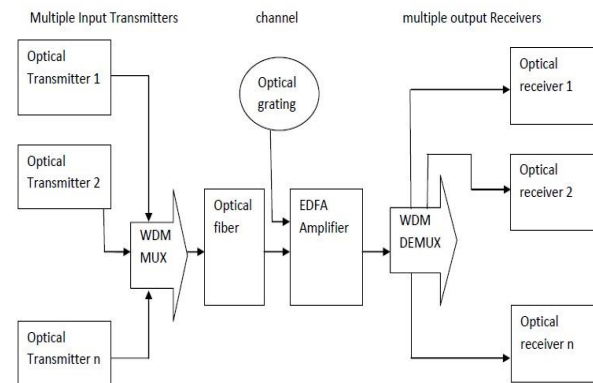 Multiple Input Transmitters
channel
multiple output Receivers
Optical
Transmitter 1
Optical
grating
Optical
receiver 1
Optical
Transmitter 2
Optical
receiver 2
WDM
MUX
Optical
fiber
EDFA
Amplifier
WDM
DEMUX
Optical
Transmitter n
Optical
receiver n